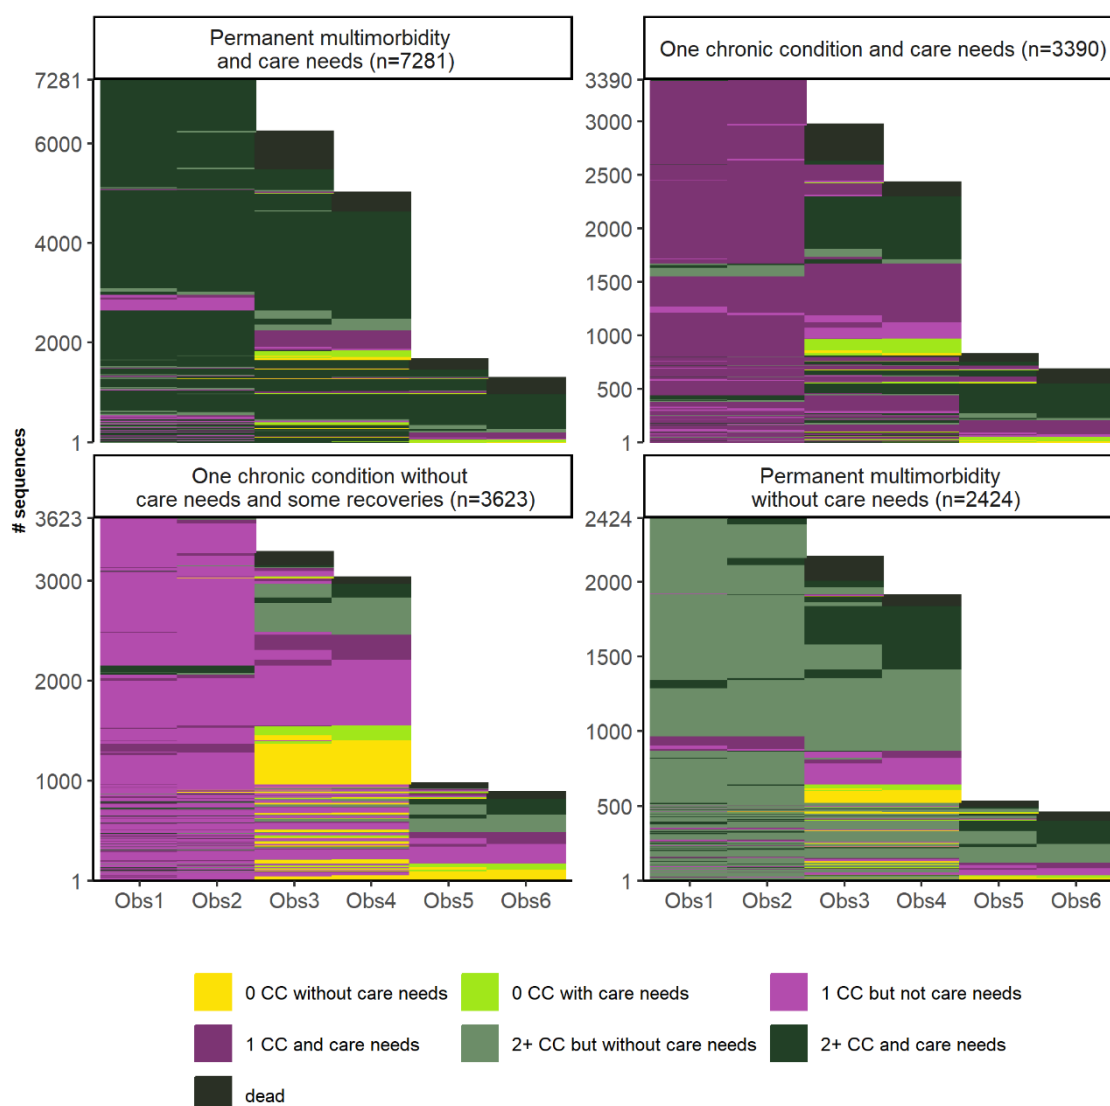 Permanent multimorbidity
and care needs (n=7281)
One chronic condition and care needs (n=3390)
7281
6000
4000
2000
1
3390
3000
2500
2000
1500
1000
500
1
# sequences
One chronic condition without
care needs and some recoveries (n=3623)
Permanent multimorbidity
without care needs (n=2424)
3623
3000
2000
1000
1
2424
2000
1500
1000
500
1
Obs1 Obs2 Obs3 Obs4 Obs5 Obs6
Obs1 Obs2 Obs3 Obs4 Obs5 Obs6
0 CC without care needs
0 CC with care needs
1 CC but not care needs
1 CC and care needs
2+ CC but without care needs
2+ CC and care needs
dead